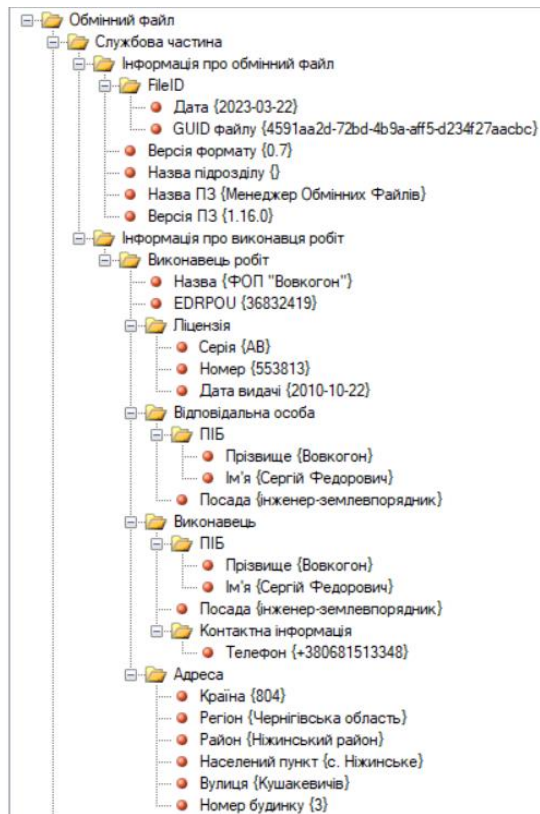 Обмінний файл
Службова частина
Інформація про обмінний файл
FileID
Дата {2023-03-22}
GUID файлу {4591aa2d-72bd-4b9a-aff5-d234f27aacbc}
Версія формату {0.7}
Назва підрозділу {}
Назва ПЗ {Менеджер Обмінних Файлів}
Версія ПЗ {1.16.0}
Інформація про виконавця робіт
Виконавець робіт
Назва {ФОП "Вовкогон"}
EDRPOU {36832419}
Ліцензія
Серія {АВ}
Номер {553813}
Дата видачі {2010-10-22}
Відповідальна особа
ПІБ
Прізвище {Вовкогон}
Ім'я {Сергій Федорович}
Посада {інженер-землевпорядник}
Виконавець
ПІБ
Прізвище {Вовкогон}
Ім'я {Сергій Федорович}
Посада {інженер-землевпорядник}
Контактна інформація
Телефон {+380681513348}
Адреса
Країна {804}
Регіон {Чернігівська область}
Район {Ніжинський район}
Населений пункт {с. Ніжинське}
Вулиця {Кушакевичів}
Номер будинку {3}